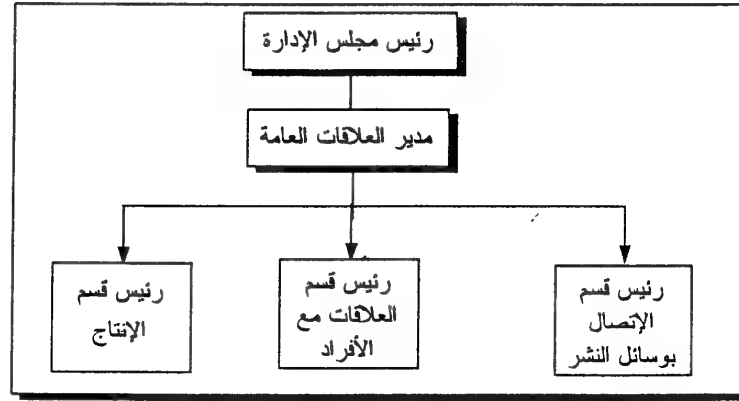 رئيس مجلس الإدارة
مدير العلاقات العامة
رئيس قسم
الإتصال
بوسائل النشر
رئيس قسم
العلاقات مع
الأفراد
رئيس قسم
الإنتاج